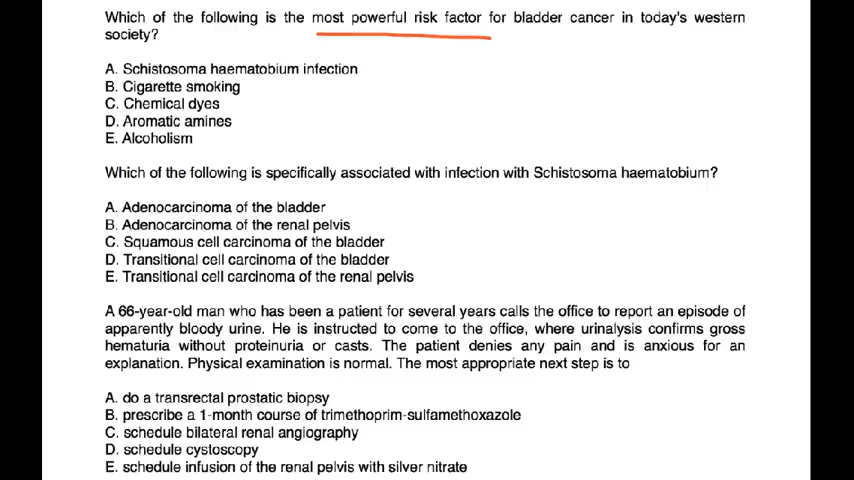 Which of the following is the most powerful risk factor for bladder cancer in today's western
society?
A. Schistosoma haematobium infection
B. Cigarette smoking
C. Chemical dyes
D. Aromatic amines
E. Alcoholism
Which of the following is specifically associated with infection with Schistosoma haematobium?
A. Adenocarcinoma of the bladder
B. Adenocarcinoma of the renal pelvis
C. Squamous cell carcinoma of the bladder
D. Transitional cell carcinoma of the bladder
E. Transitional cell carcinoma of the renal pelvis
A 66-year-old man who has been a patient for several years calls the office to report an episode of
apparently bloody urine. He is instructed to come to the office, where urinalysis confirms gross
hematuria without proteinuria or casts. The patient denies any pain and is anxious for an
explanation. Physical examination is normal. The most appropriate next step is to
A. do a transrectal prostatic biopsy
B. prescribe a 1-month course of trimethoprim-sulfamethoxazole
C. schedule bilateral renal angiography
D. schedule cystoscopy
E. schedule infusion of the renal pelvis with silver nitrate